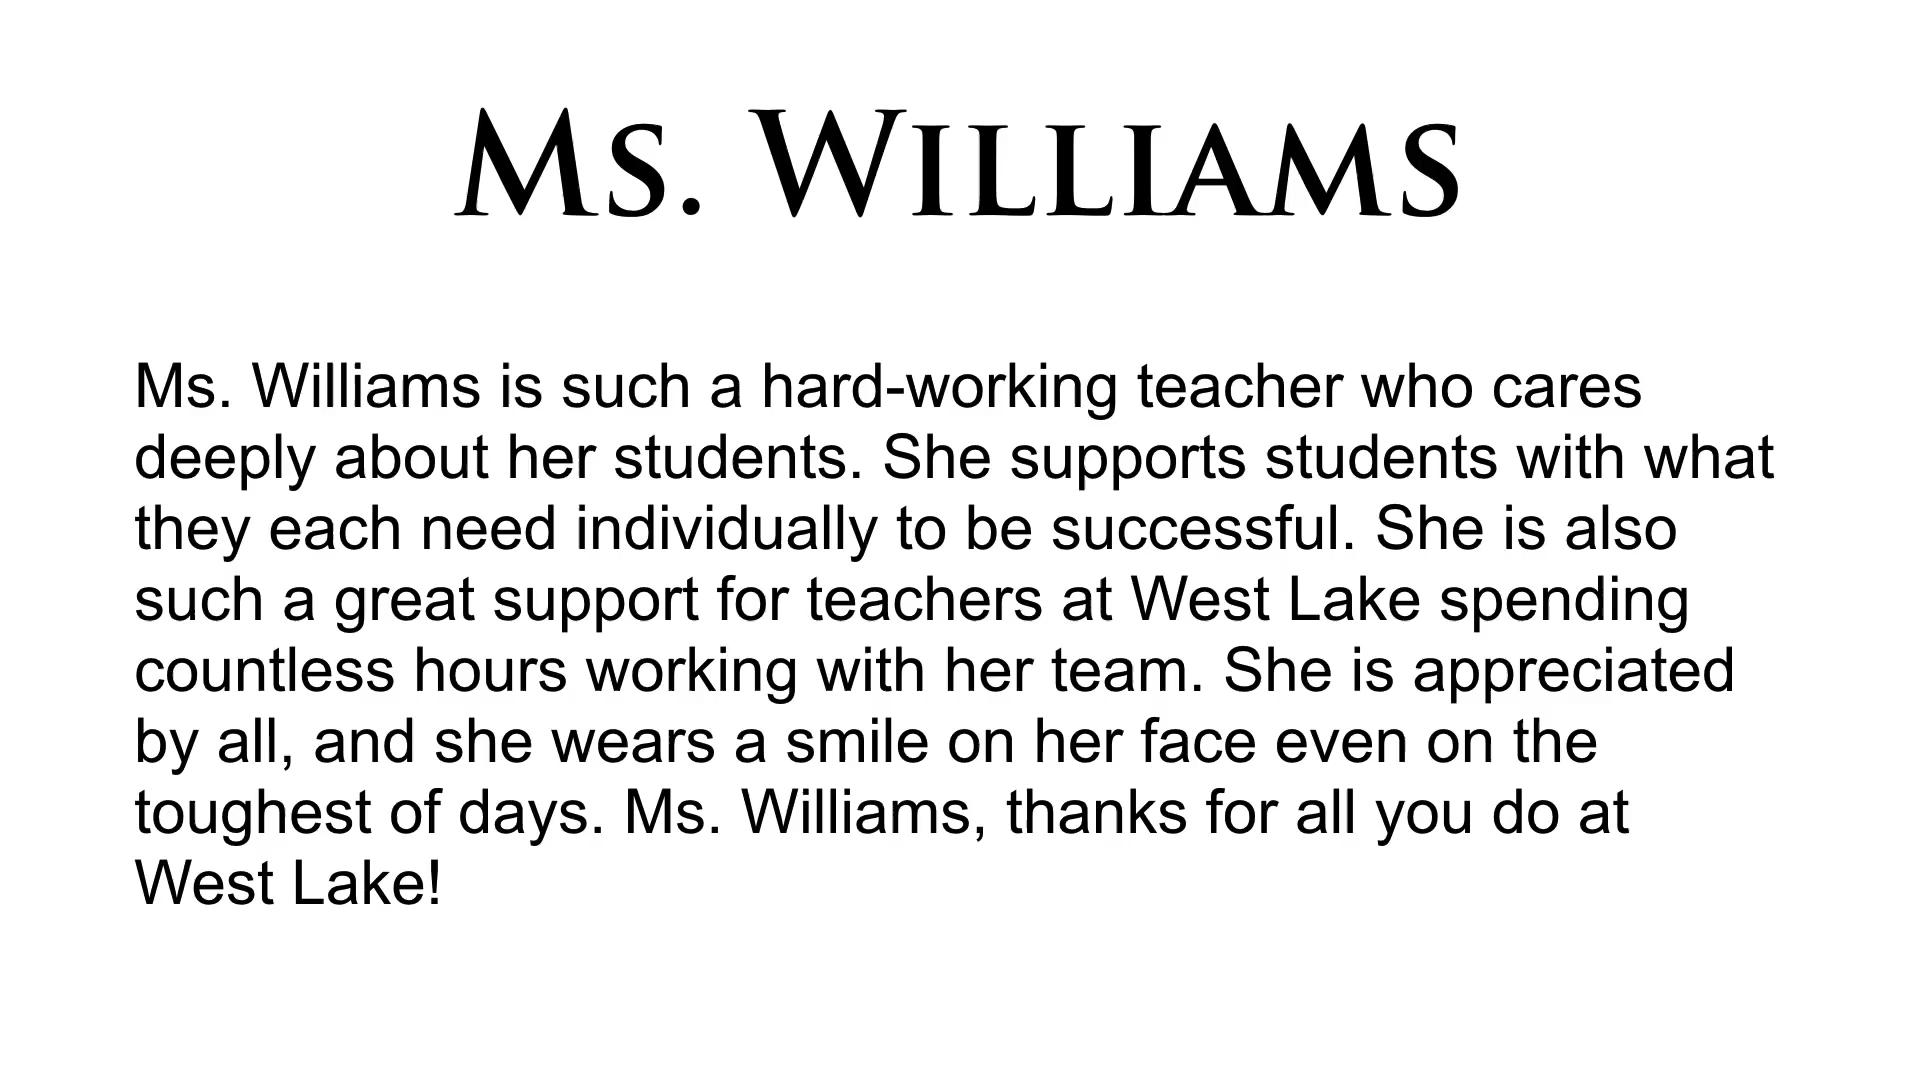 Ms. Williams
Ms. Williams is such a hard-working teacher who cares
deeply about her students. She supports students with what
they each need individually to be successful. She is also
such a great support for teachers at West Lake spending
countless hours working with her team. She is appreciated
by all, and she wears a smile on her face even on the
toughest of days. Ms. Williams, thanks for all you do at
West Lake!